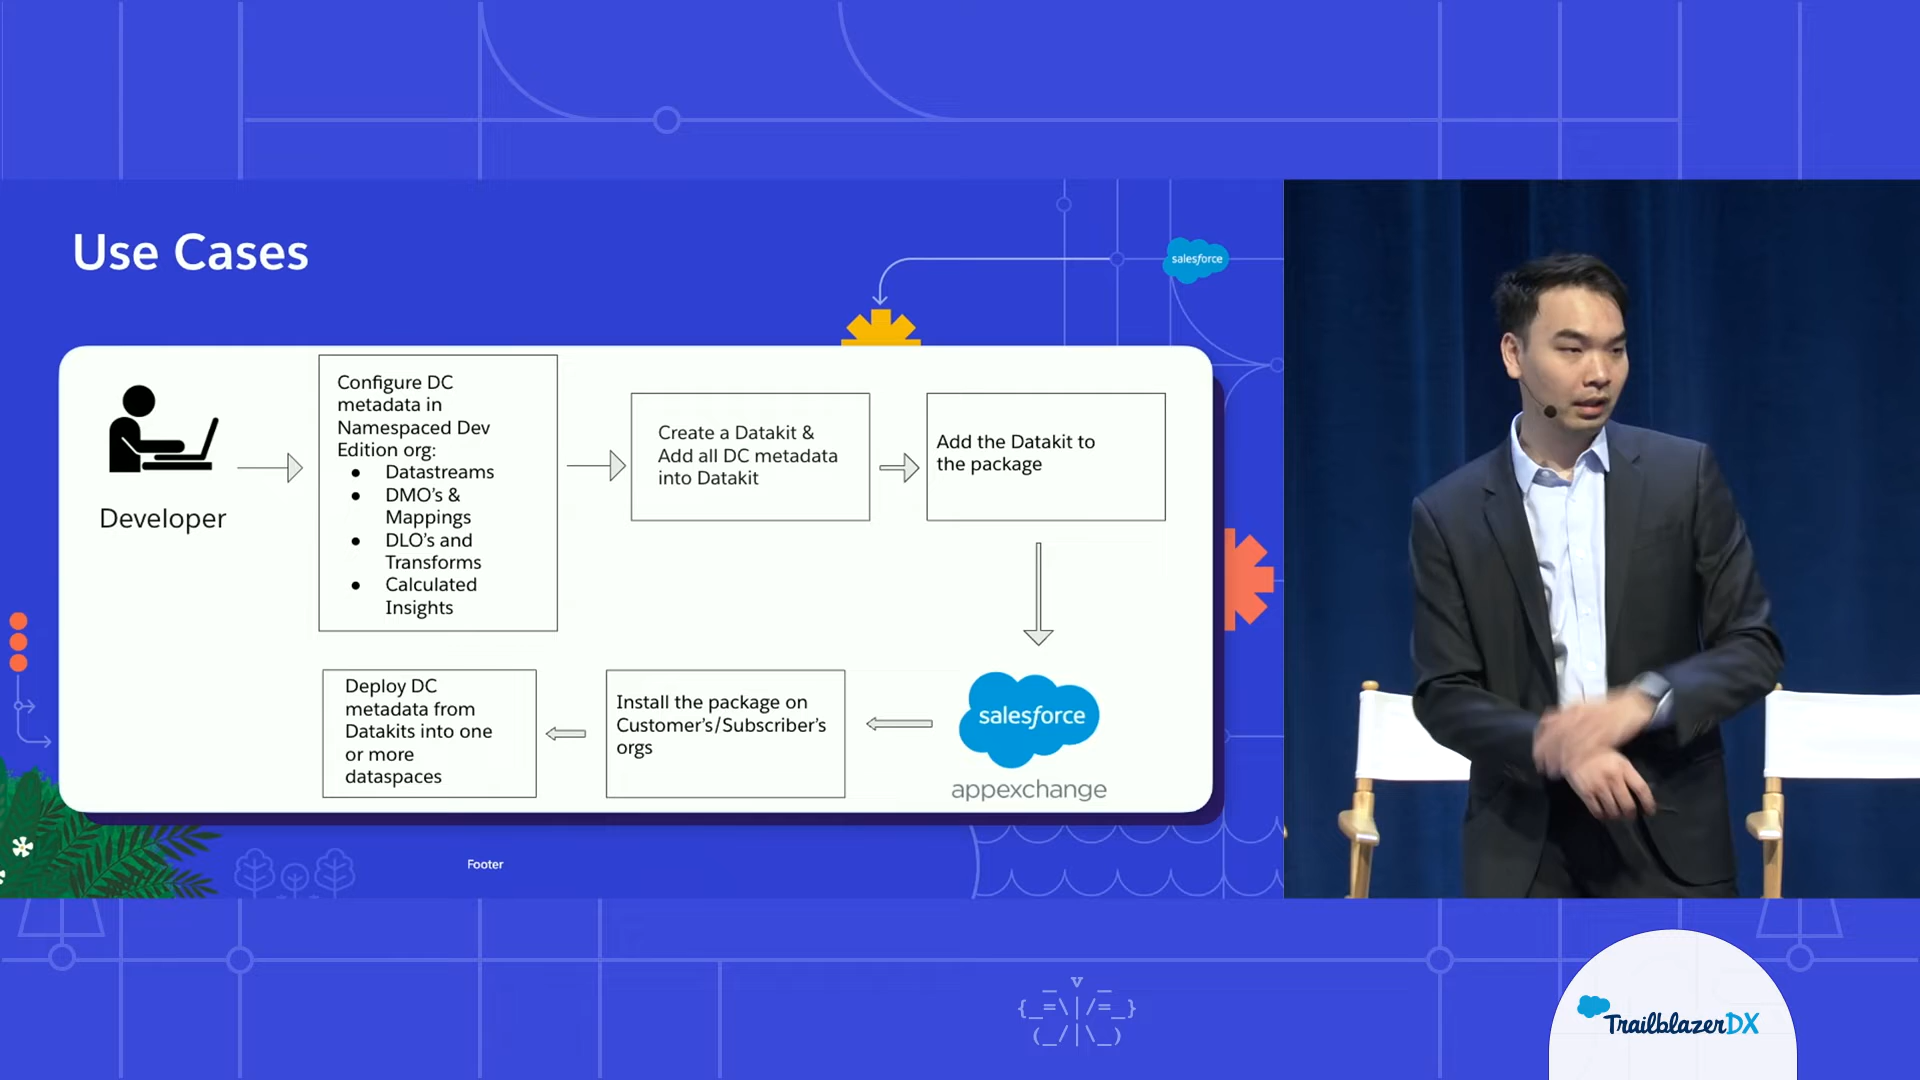 Use Cases
salesforce
Configure DC
metadata in
Namespaced Dev
Edition org:
● Datastreams
● DMO's &
Mappings
● DLO's and
Transforms
● Calculated
Insights
Create a Datakit &
Add all DC metadata
into Datakit
Add the Datakit to
the package
Developer
Deploy DC
metadata from
Datakits into one
or more
dataspaces
Install the package on
Customer's/Subscriber's
orgs
salesforce
appexchange
Footer
TrailblazerDX